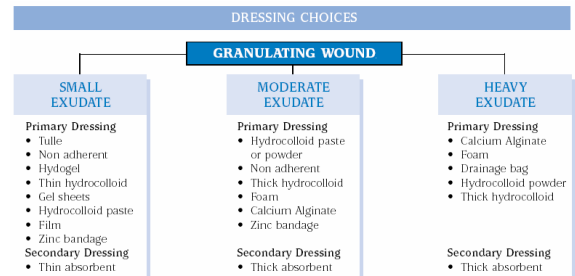 DRESSING CHOICES
GRANULATING WOUND
SMALL
EXUDATE
Primary Dressing
• Tulle
• Non adherent
• Hydogel
• Thin hydrocolloid
• Gel sheets
• Hydrocolloid paste
• Film
• Zinc bandage
Secondary Dressing
• Thin absorbent
MODERATE
EXUDATE
Primary Dressing
• Hydrocolloid paste
or powder
• Non adherent
• Thick hydrocolloid
• Foam
• Calcium Alginate
• Zinc bandage
Secondary Dressing
• Thick absorbent
HEAVY
EXUDATE
Primary Dressing
• Calcium Alginate
• Foam
• Drainage bag
• Hydrocolloid powder
• Thick hydrocolloid
Secondary Dressing
• Thick absorbent